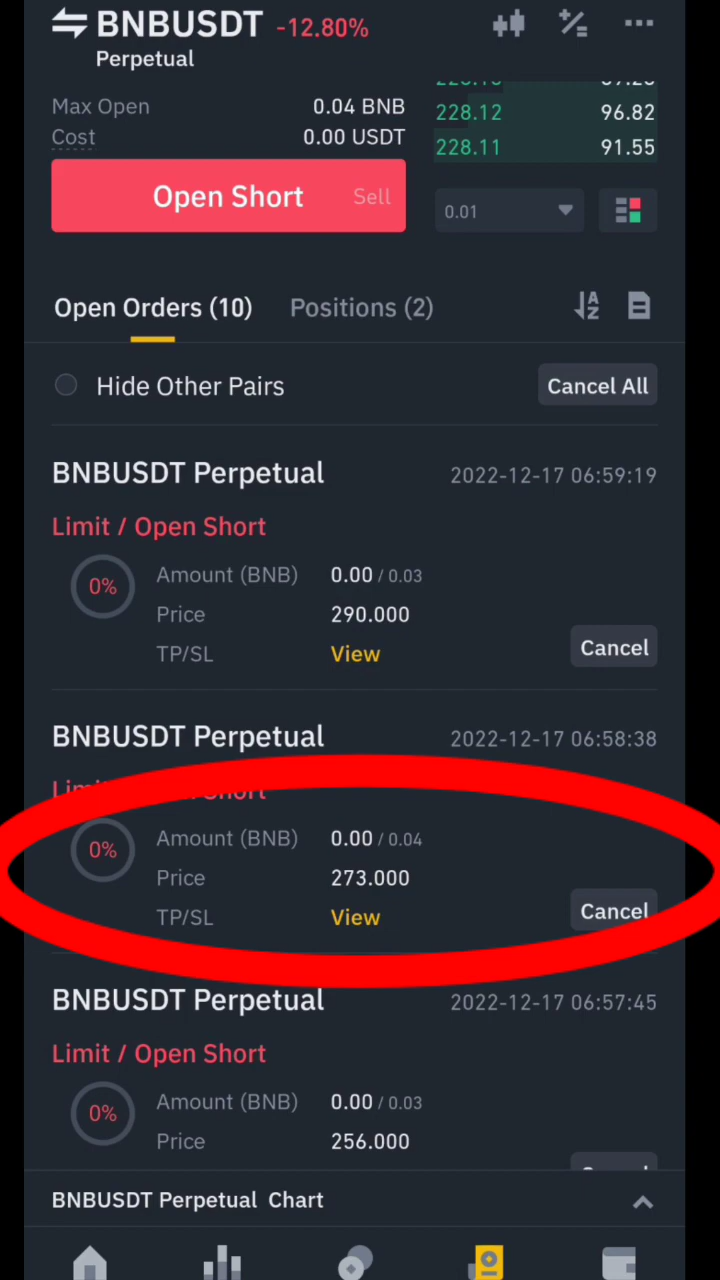 BNBUSDT -12.80%
Perpetual
Max Open 0.04 BNB
228.12 96.82
Cost 0.00 USDT
228.11 91.55
Open Short Sell
0.01
Open Orders (10) Positions (2)
Hide Other Pairs Cancel All
BNBUSDT Perpetual 2022-12-17 06:59:19
Limit / Open Short
0% Amount (BNB) 0.00 / 0.03
Price 290.000
TP/SL View Cancel
BNBUSDT Perpetual 2022-12-17 06:58:38
0% Amount (BNB) 0.00 / 0.04
Price 273.000
TP/SL View Cancel
BNBUSDT Perpetual 2022-12-17 06:57:45
Limit / Open Short
0% Amount (BNB) 0.00 / 0.03
Price 256.000
BNBUSDT Perpetual Chart